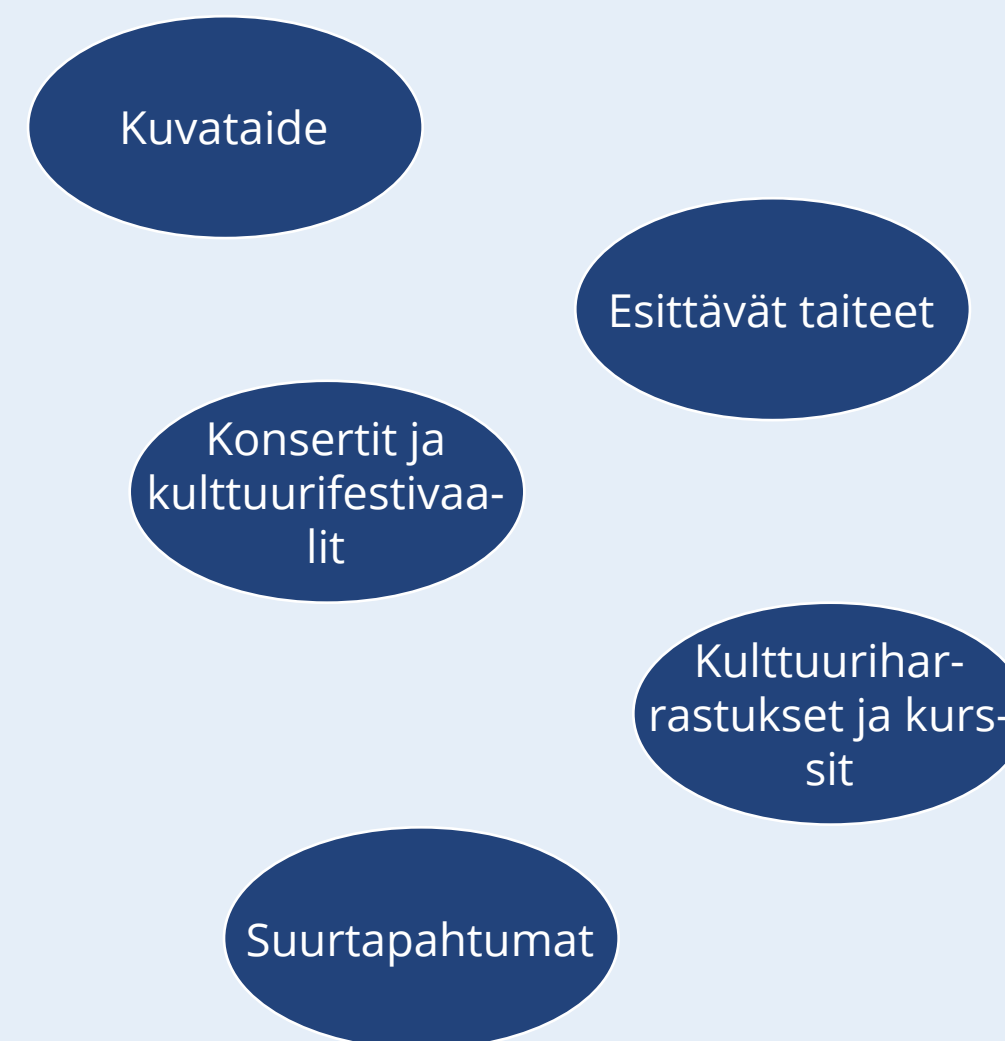 Kuvataide
Esittävät taiteet
Konsertit ja
kulttuurifestivaa-
lit
Kulttuurihar-
rastukset ja kurs-
sit
Suurtapahtumat